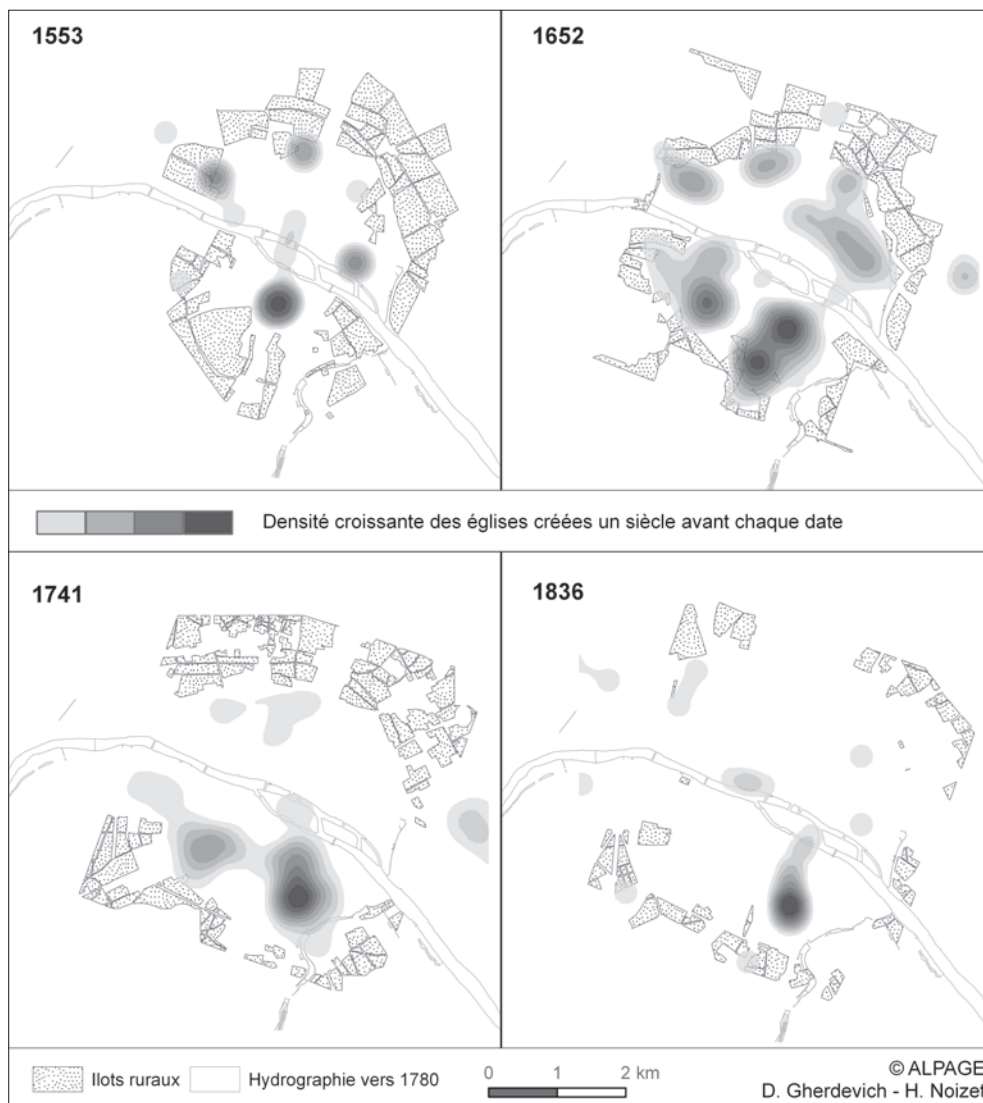 1553
1652
Densité croissante des églises créées un siècle avant chaque date
1741
1836
Ilots ruraux
Hydrographie vers 1780
0 1 2 km
© ALPAGE
D. Gherdevich - H. Noizet